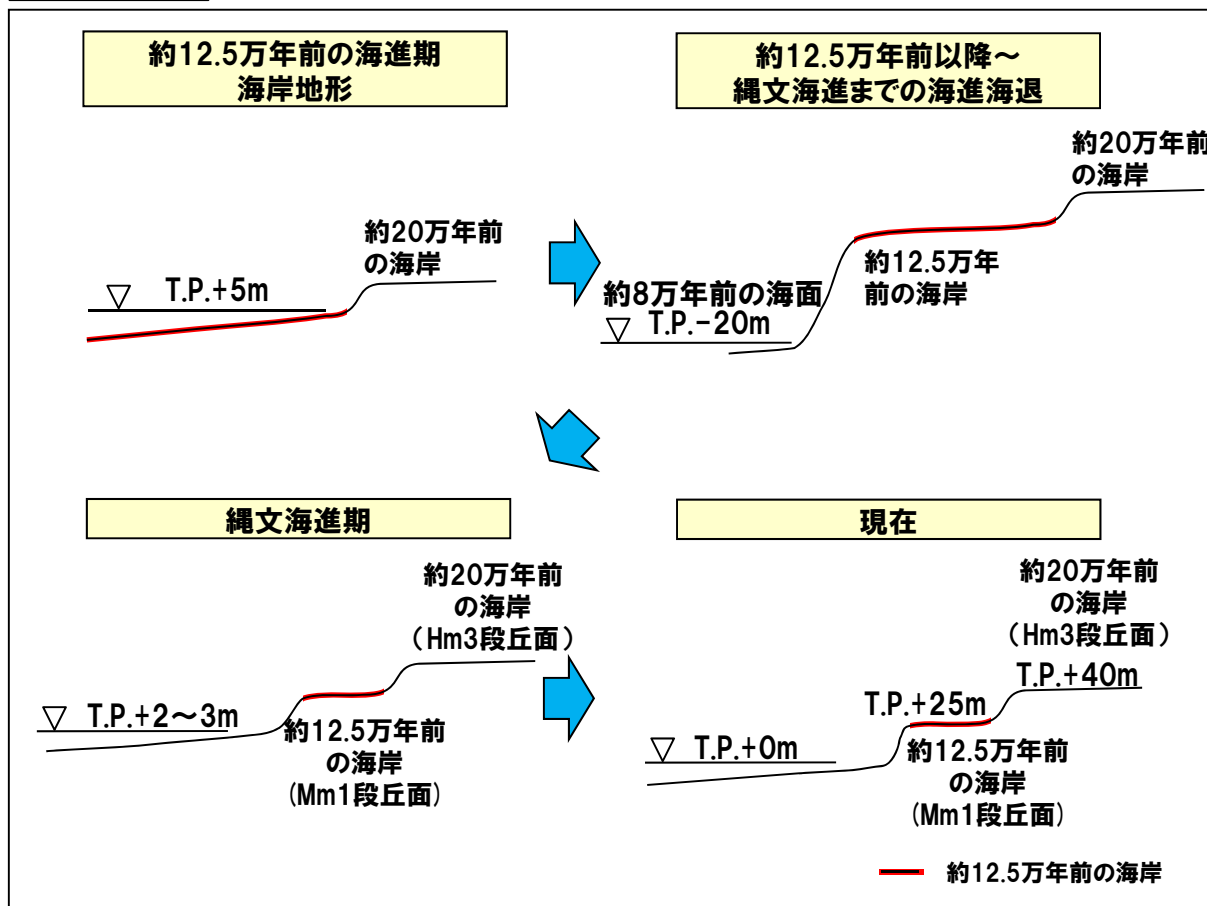 約12.5万年前の海進期
海岸地形
約20万年前
の海岸
T.P.+5m
約12.5万年前以降～
縄文海進までの海進海退
約20万年前
の海岸
約12.5万年
前の海岸
約8万年前の海面
T.P.-20m
縄文海進期
約20万年前
の海岸
（Hm3段丘面）
T.P.+2～3m
約12.5万年前
の海岸
(Mm1段丘面)
現在
約20万年前
の海岸
（Hm3段丘面）
T.P.+40m
T.P.+25m
T.P.+0m
約12.5万年前
の海岸
(Mm1段丘面)
約12.5万年前の海岸